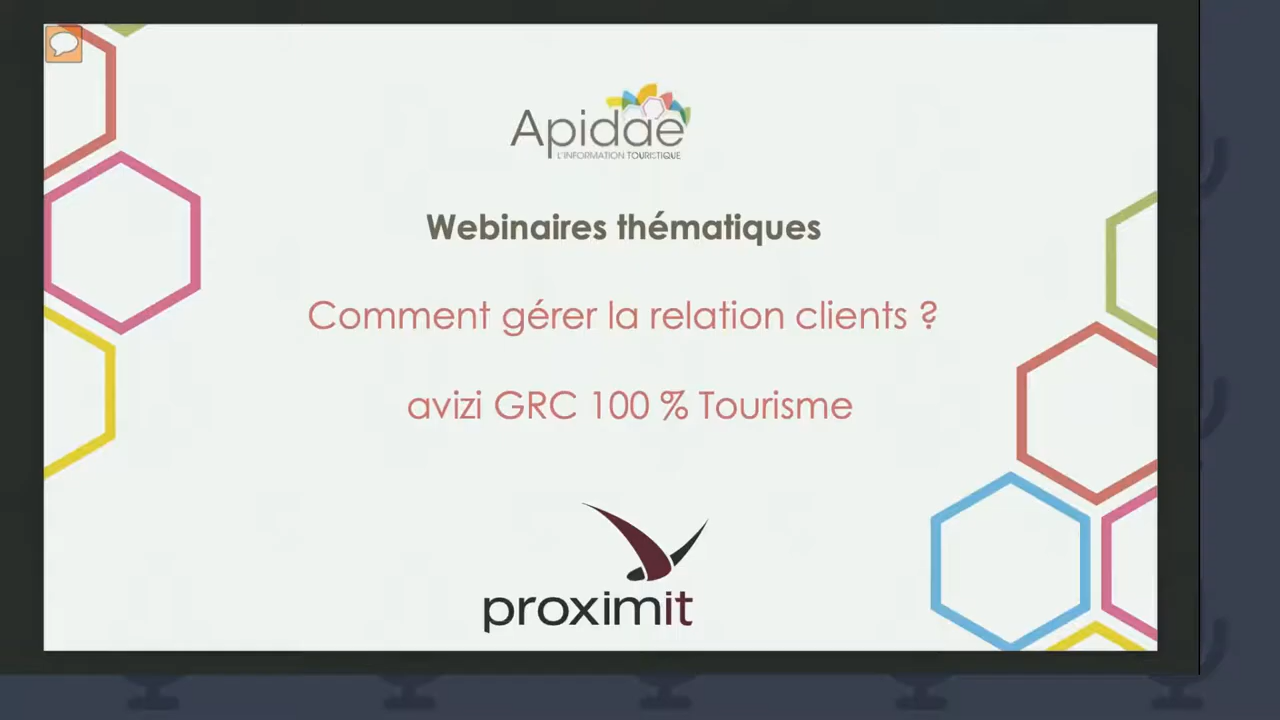 Apidae
L'INFORMATION TOURISTIQUE
Webinaires thématiques
Comment gérer la relation clients ?
avizi GRC 100 % Tourisme
proximit